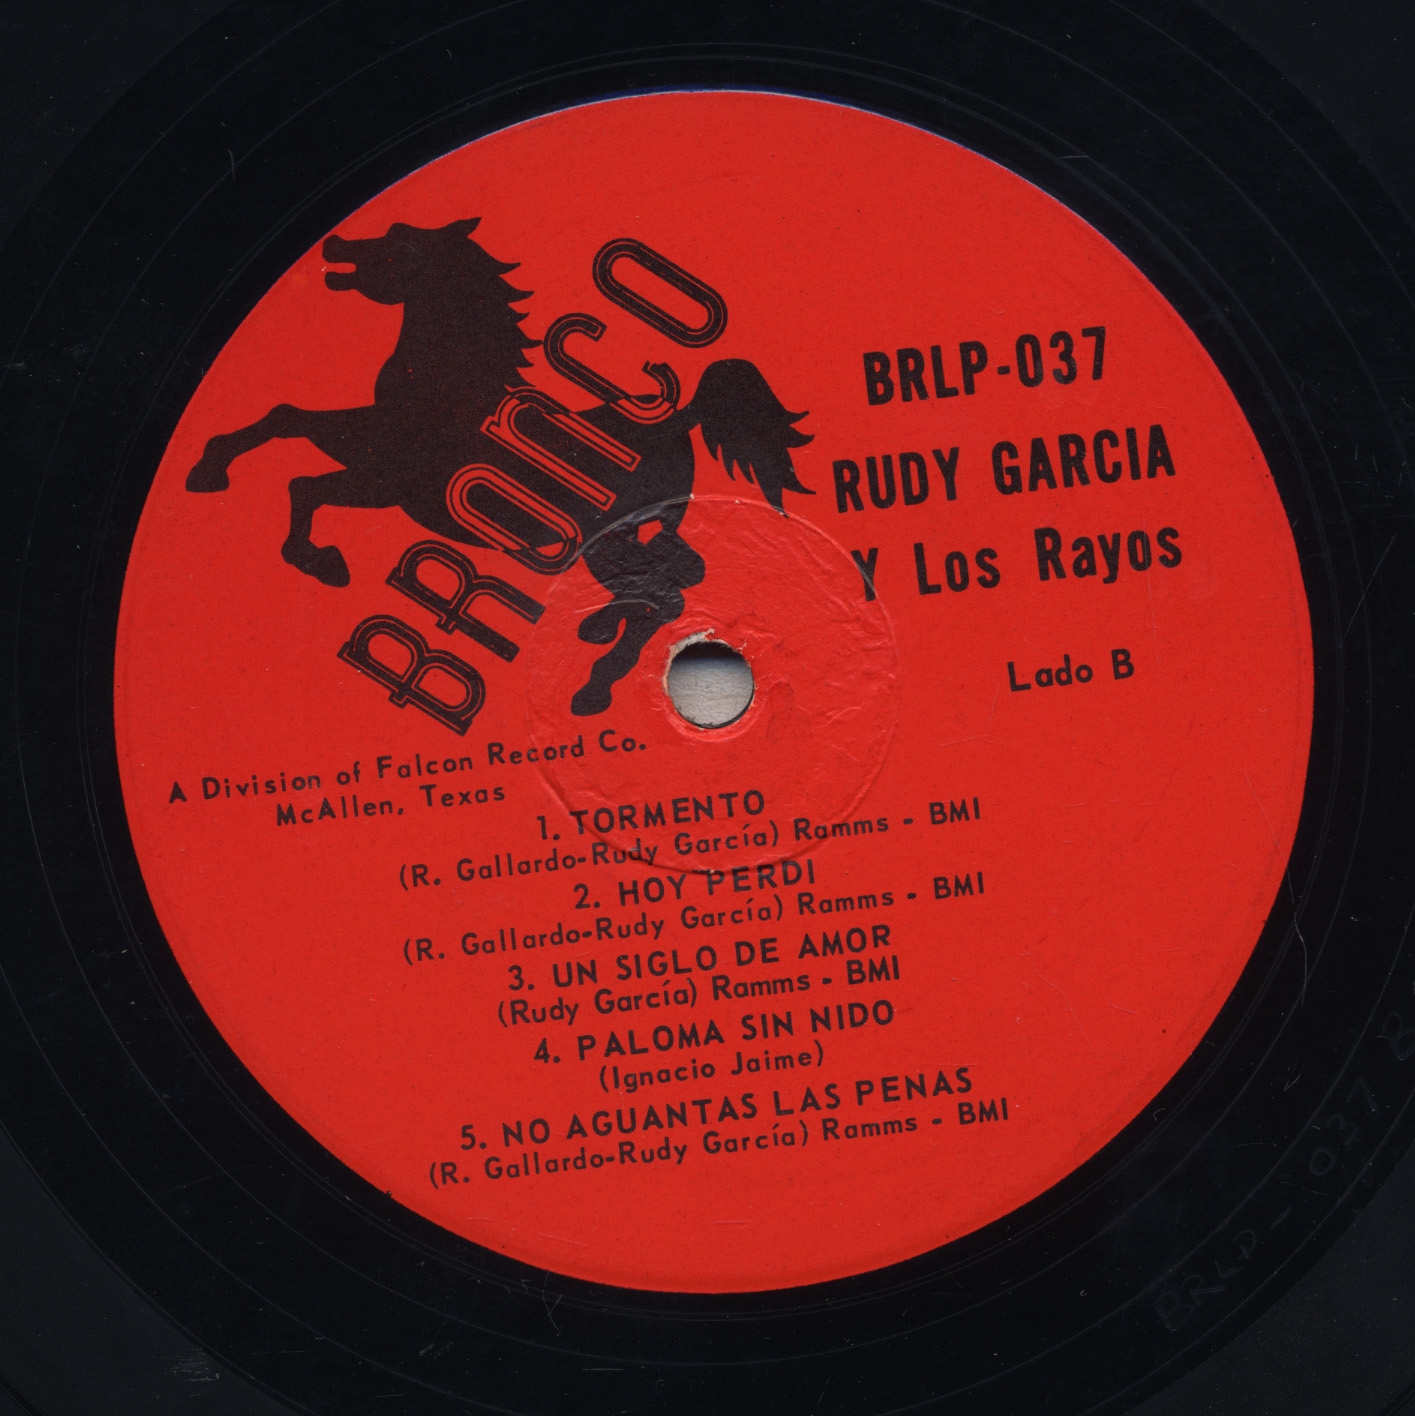 BRONCO
BRLP-037
RUDY GARCIA
Y Los Rayos
Lado B
A Division of Falcon Record Co.
McAllen, Texas
1. TORMENTO
(R. Gallardo-Rudy García) Ramms - BMI
2. HOY PERDI
(R. Gallardo-Rudy García) Ramms - BMI
3. UN SIGLO DE AMOR
(Rudy García) Ramms - BMI
4. PALOMA SIN NIDO
(Ignacio Jaime)
5. NO AGUANTAS LAS PENAS
(R. Gallardo-Rudy García) Ramms - BMI
BRLP-037 B